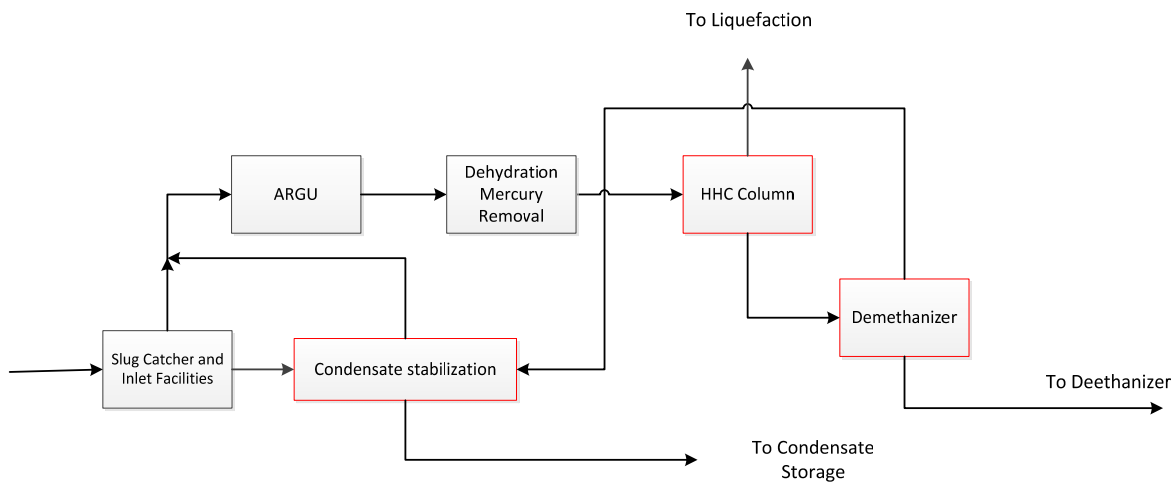 To Liquefaction
ARGU
Dehydration
Mercury
Removal
HHC Column
Slug Catcher and
Inlet Facilities
Condensate stabilization
Demethanizer
To Deethanizer
To Condensate
Storage